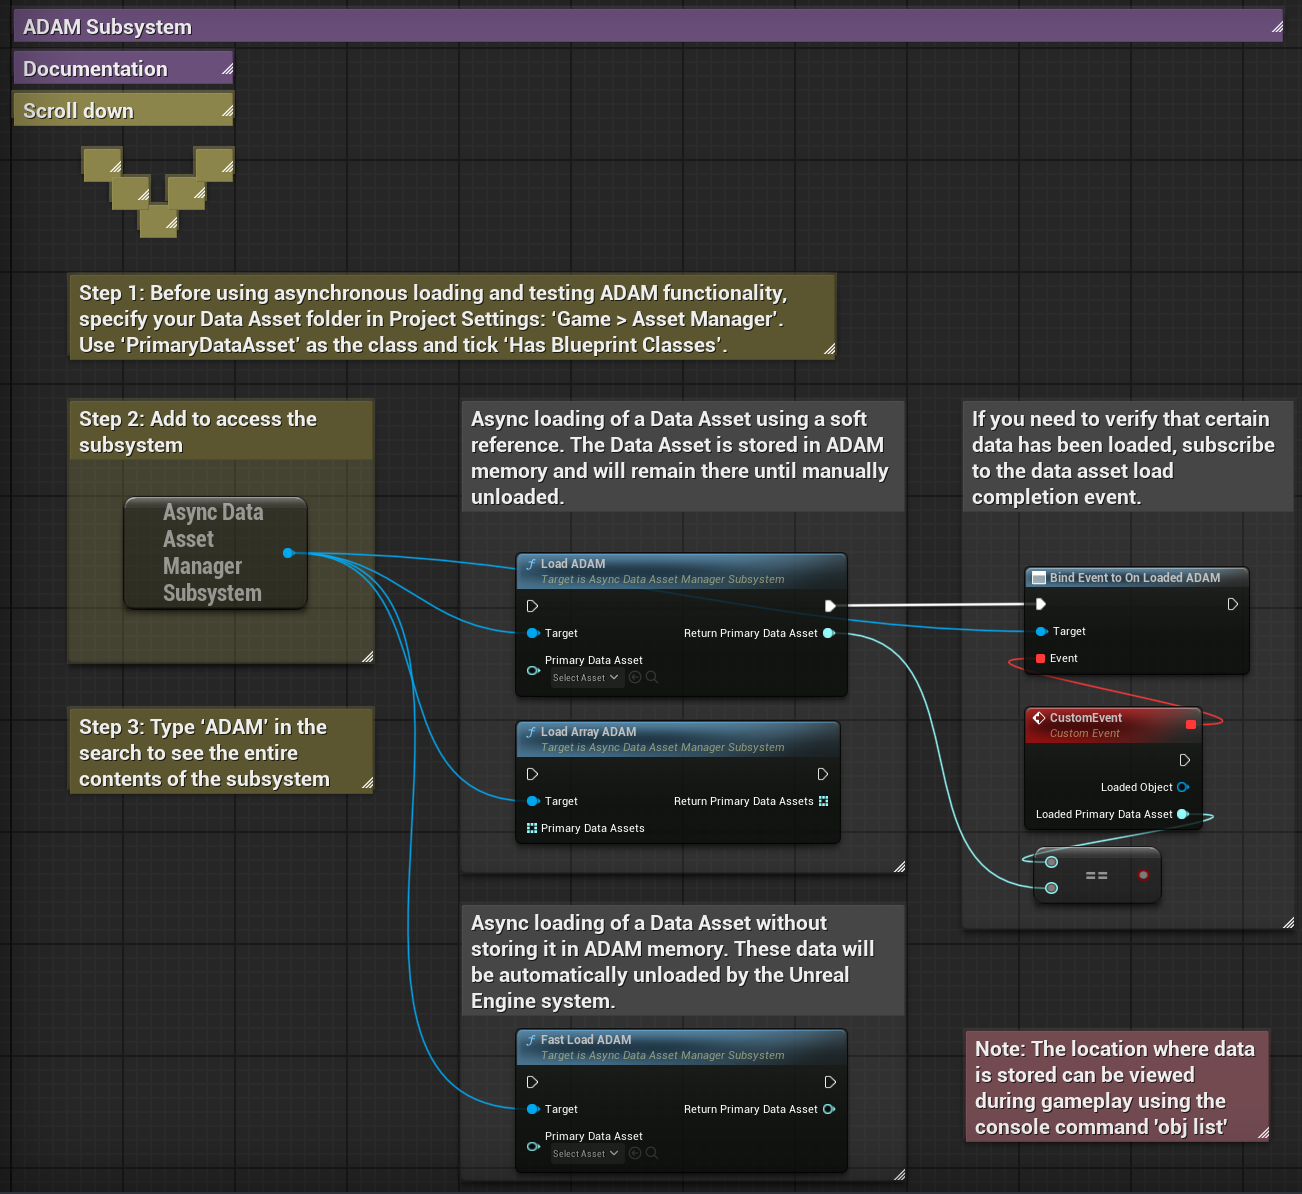 ADAM Subsystem
Documentation
Scroll down
Step 1: Before using asynchronous loading and testing ADAM functionality,
specify your Data Asset folder in Project Settings: ‘Game > Asset Manager’.
Use ‘PrimaryDataAsset’ as the class and tick ‘Has Blueprint Classes’.
Step 2: Add to access the
subsystem
Async Data
Asset
Manager
Subsystem
Step 3: Type ‘ADAM’ in the
search to see the entire
contents of the subsystem
Async loading of a Data Asset using a soft
reference. The Data Asset is stored in ADAM
memory and will remain there until manually
unloaded.
Load ADAM
Target is Async Data Asset Manager Subsystem
Target
Return Primary Data Asset
Primary Data Asset
Select Asset
Load Array ADAM
Target is Async Data Asset Manager Subsystem
Target
Return Primary Data Assets
Primary Data Assets
Async loading of a Data Asset without
storing it in ADAM memory. These data will
be automatically unloaded by the Unreal
Engine system.
Fast Load ADAM
Target is Async Data Asset Manager Subsystem
Target
Return Primary Data Asset
Primary Data Asset
Select Asset
If you need to verify that certain
data has been loaded, subscribe
to the data asset load
completion event.
Bind Event to On Loaded ADAM
Target
Event
CustomEvent
Custom Event
Loaded Object
Loaded Primary Data Asset
==
Note: The location where data
is stored can be viewed
during gameplay using the
console command 'obj list'